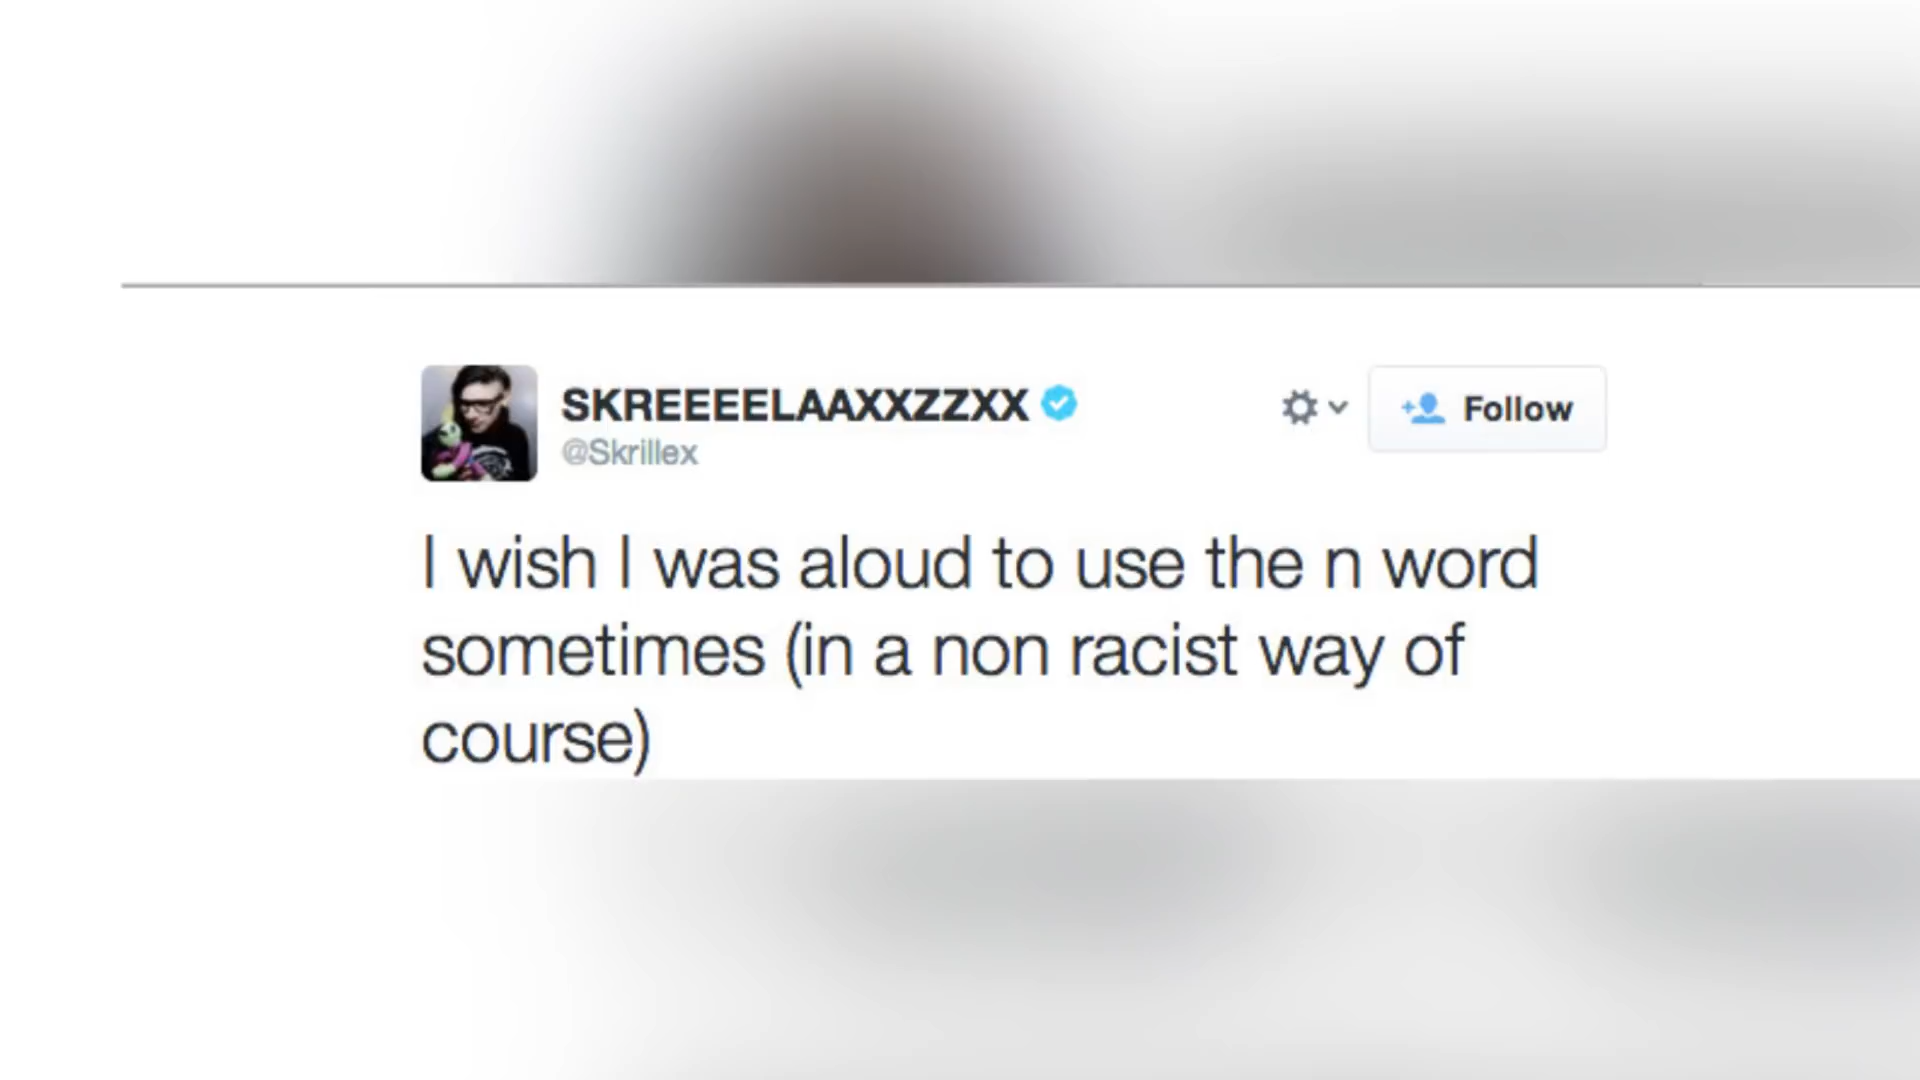 SKREEEELAAXXZZXX
@Skrillex
Follow
I wish I was aloud to use the n word
sometimes (in a non racist way of
course)